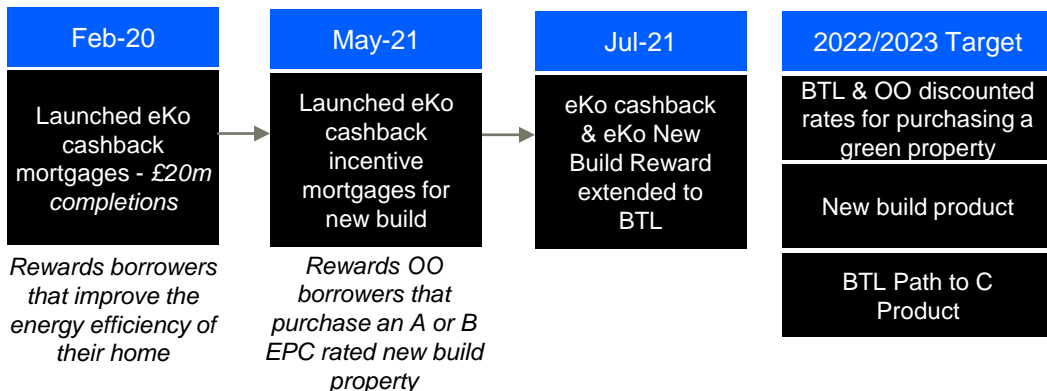 Feb-20
Launched eKo
cashback
mortgages - £20m
completions
Rewards borrowers
that improve the
energy efficiency of
their home
May-21
Launched eKo
cashback
incentive
mortgages for
new build
Rewards OO
borrowers that
purchase an A or B
EPC rated new build
property
Jul-21
eKo cashback
& eKo New
Build Reward
extended to
BTL
2022/2023 Target
BTL & OO discounted
rates for purchasing a
green property
New build product
BTL Path to C
Product